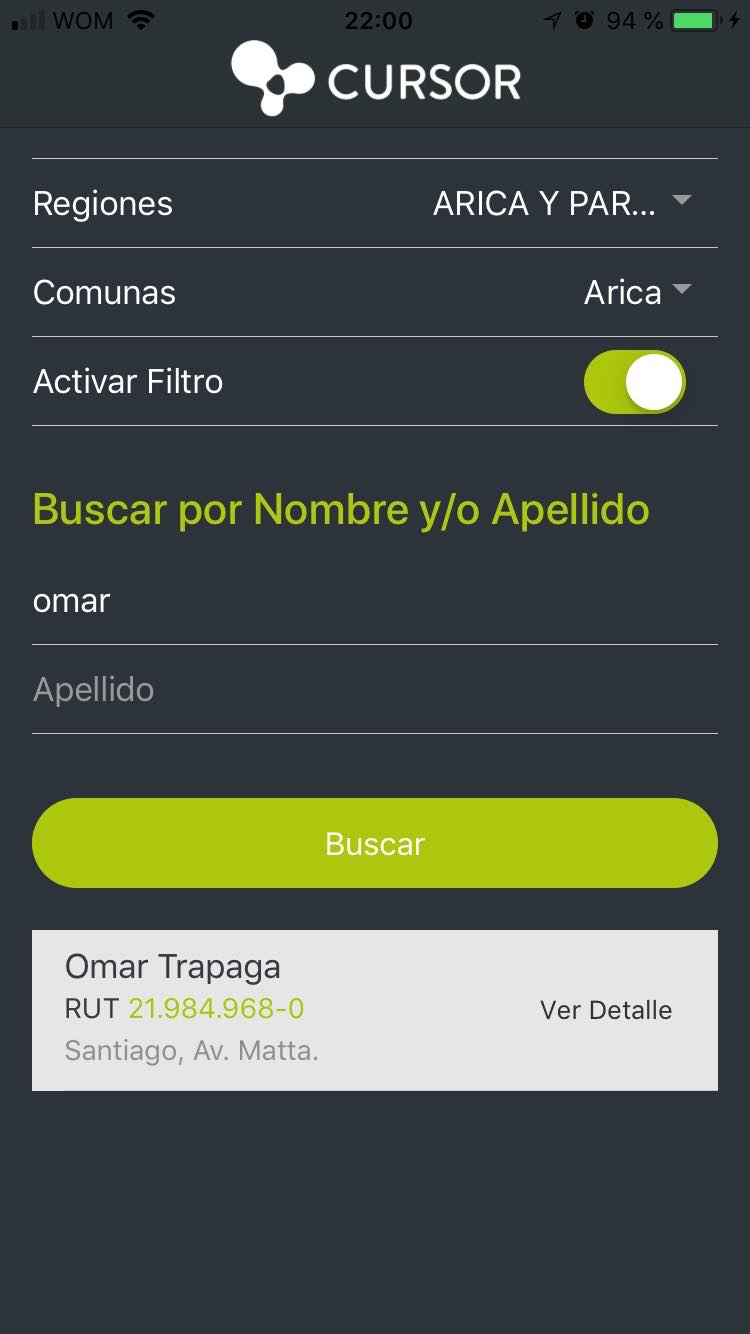 WOM 22:00 94 %
CURSOR
Regiones ARICA Y PAR...
Comunas Arica
Activar Filtro
Buscar por Nombre y/o Apellido
omar
Apellido
Buscar
Omar Trapaga
RUT 21.984.968-0
Ver Detalle
Santiago, Av. Matta.